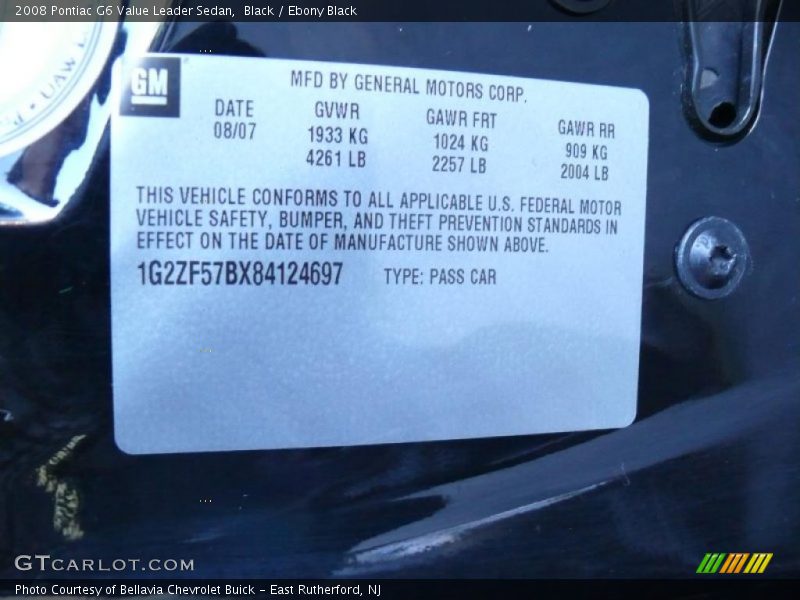 2008 Pontiac G6 Value Leader Sedan, Black / Ebony Black
UAW
GM
MFD BY GENERAL MOTORS CORP.
DATE GVWR GAWR FRT GAWR RR
08/07 1933 KG 1024 KG 909 KG
4261 LB 2257 LB 2004 LB
THIS VEHICLE CONFORMS TO ALL APPLICABLE U.S. FEDERAL MOTOR
VEHICLE SAFETY, BUMPER, AND THEFT PREVENTION STANDARDS IN
EFFECT ON THE DATE OF MANUFACTURE SHOWN ABOVE.
1G2ZF57BX84124697 TYPE: PASS CAR
GTCARLOT.COM
Photo Courtesy of Bellavia Chevrolet Buick - East Rutherford, NJ